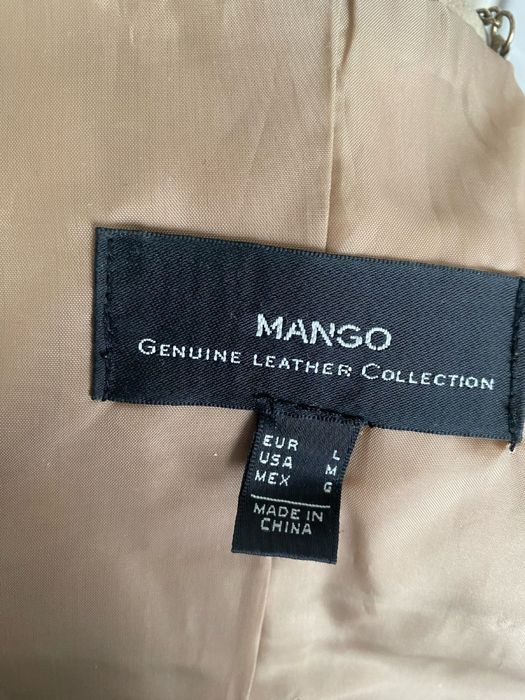 MANGO
GENUINE LEATHER COLLECTION
EUR L
USA M
MEX G
MADE IN
CHINA